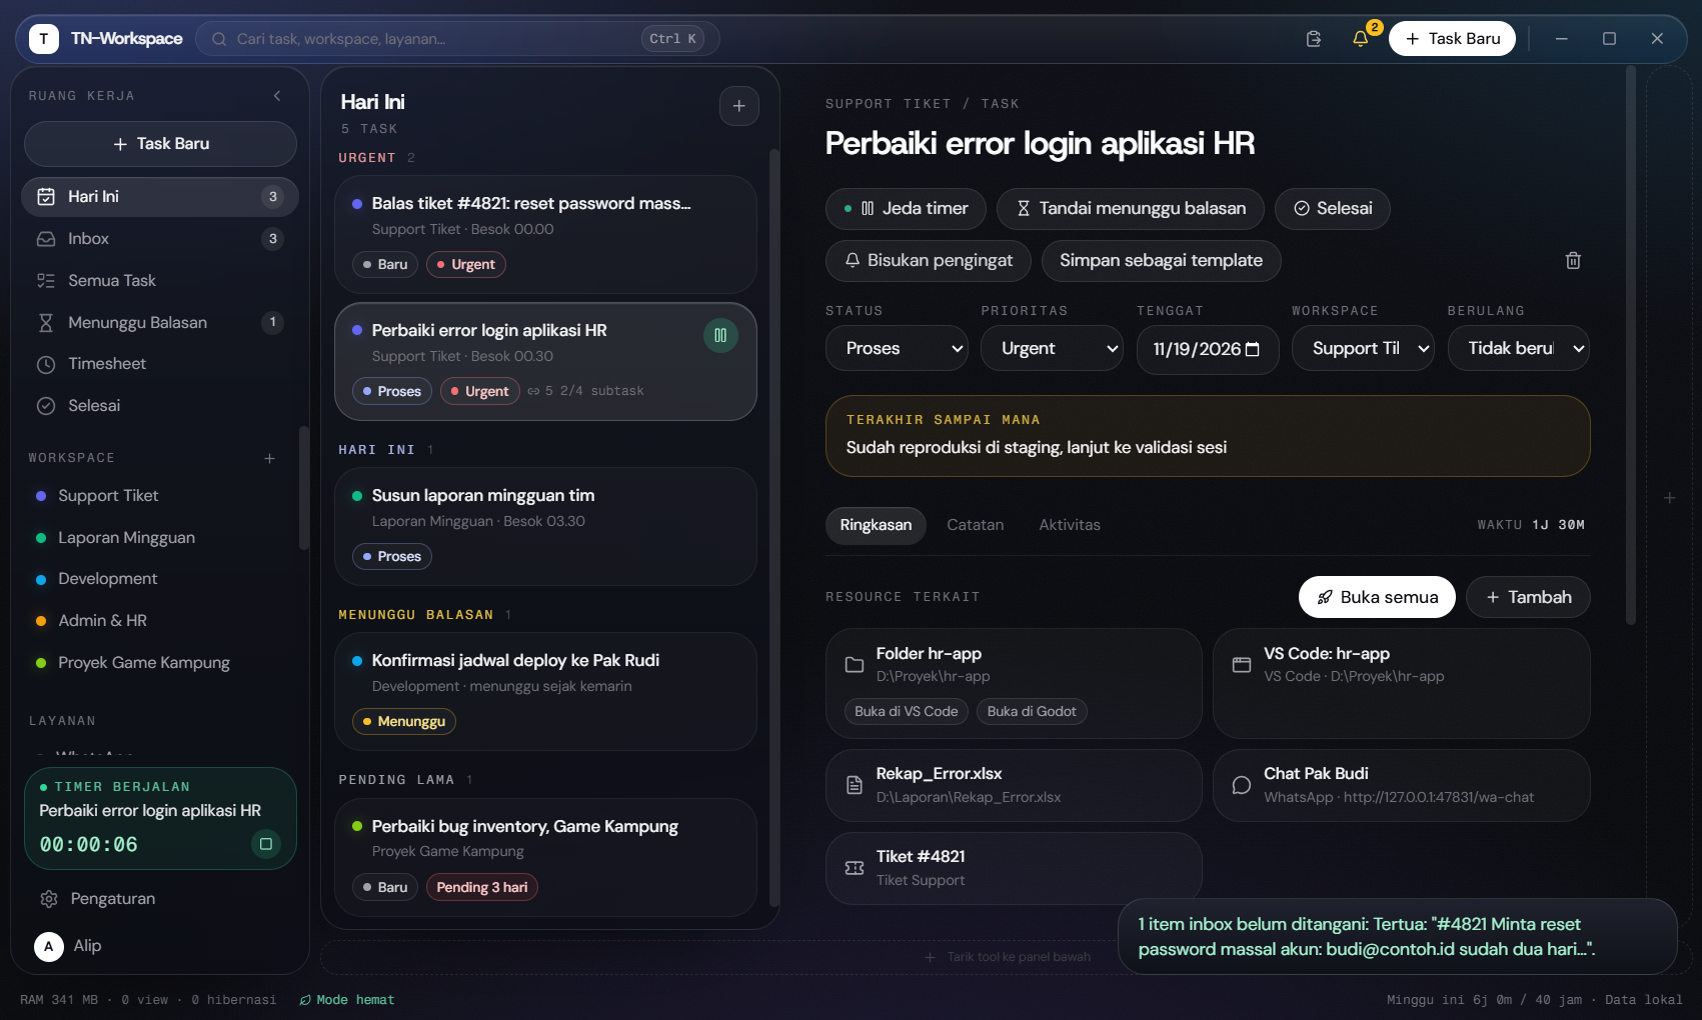 T TN-Workspace Cari task, workspace, layanan... Ctrl K 2 Task Baru
RUANG KERJA
Task Baru
Hari Ini 3
Inbox 3
Semua Task
Menunggu Balasan 1
Timesheet
Selesai
WORKSPACE
Support Tiket
Laporan Mingguan
Development
Admin & HR
Proyek Game Kampung
LAYANAN
WhatsApp
TIMER BERJALAN
Perbaiki error login aplikasi HR
00:00:06
Pengaturan
A Alip
Hari Ini
5 TASK
URGENT 2
Balas tiket #4821: reset password mass...
Support Tiket · Besok 00.00
Baru Urgent
Perbaiki error login aplikasi HR
Support Tiket · Besok 00.30
Proses Urgent 5 2/4 subtask
HARI INI 1
Susun laporan mingguan tim
Laporan Mingguan · Besok 03.30
Proses
MENUNGGU BALASAN 1
Konfirmasi jadwal deploy ke Pak Rudi
Development · menunggu sejak kemarin
Menunggu
PENDING LAMA 1
Perbaiki bug inventory, Game Kampung
Proyek Game Kampung
Baru Pending 3 hari
SUPPORT TIKET / TASK
Perbaiki error login aplikasi HR
Jeda timer Tandai menunggu balasan Selesai
Bisukan pengingat Simpan sebagai template
STATUS PRIORITAS TENGGAT WORKSPACE BERULANG
Proses Urgent 11/19/2026 Support Til Tidak berul
TERAKHIR SAMPAI MANA
Sudah reproduksi di staging, lanjut ke validasi sesi
Ringkasan Catatan Aktivitas WAKTU 1J 30M
RESOURCE TERKAIT Buka semua Tambah
Folder hr-app
D:\Proyek\hr-app
Buka di VS Code Buka di Godot
VS Code: hr-app
VS Code · D:\Proyek\hr-app
Rekap_Error.xlsx
D:\Laporan\Rekap_Error.xlsx
Chat Pak Budi
WhatsApp · http://127.0.0.1:47831/wa-chat
Tiket #4821
Tiket Support
Tarik tool ke panel bawah
1 item inbox belum ditangani: Tertua: "#4821 Minta reset
password massal akun: budi@contoh.id sudah dua hari...".
RAM 341 MB · 0 view · 0 hibernasi Mode hemat Minggu ini 6j 0m / 40 jam · Data lokal